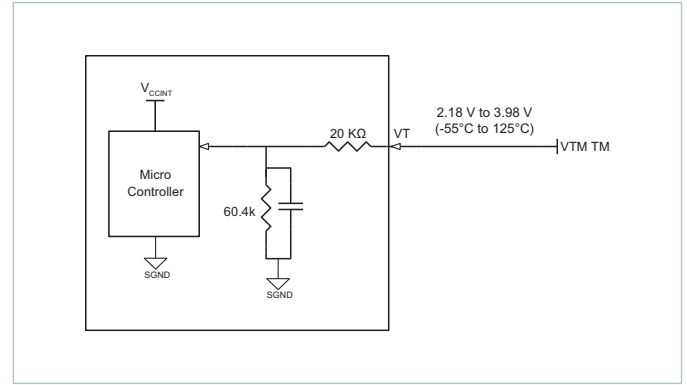 V_CCINT
Micro
Controller
SGND
20 KΩ
VT
2.18 V to 3.98 V
(-55°C to 125°C)
VTM TM
60.4k
SGND